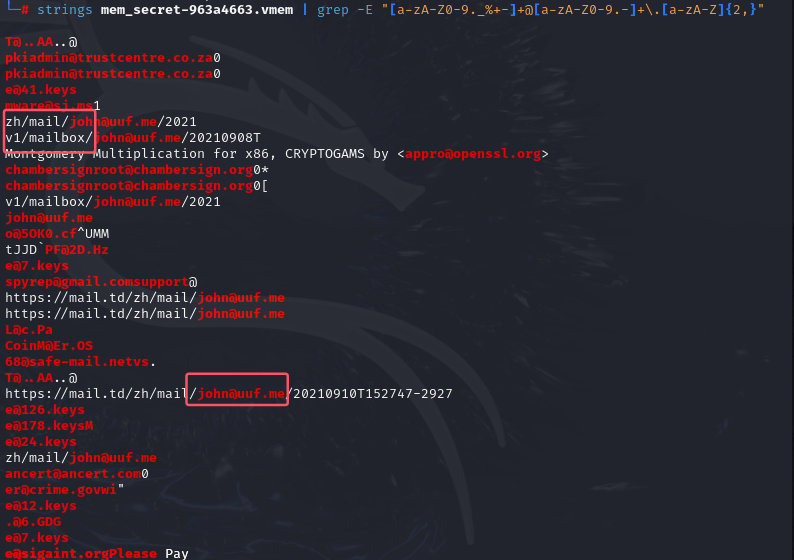 └─# strings mem_secret-963a4663.vmem | grep -E "[a-zA-Z0-9._%+-]+@[a-zA-Z0-9.-]+\.[a-zA-Z]{2,}"
T@..AA..@
pkiadmin@trustcentre.co.za0
pkiadmin@trustcentre.co.za0
e@41.keys
mware@sj.ms1
zh/mail/john@uuf.me/2021
v1/mailbox/john@uuf.me/20210908T
Montgomery Multiplication for x86, CRYPTOGAMS by <appro@openssl.org>
chambersignroot@chambersign.org0*
chambersignroot@chambersign.org0[
v1/mailbox/john@uuf.me/2021
john@uuf.me
o@5OK0.cf^UMM
tJJD`PF@2D.Hz
e@7.keys
spyrep@gmail.comsupport@
https://mail.td/zh/mail/john@uuf.me
https://mail.td/zh/mail/john@uuf.me
L@c.Pa
CoinM@Er.OS
68@safe-mail.netvs.
T@..AA..@
https://mail.td/zh/mail/john@uuf.me/20210910T152747-2927
e@126.keys
e@178.keysM
e@24.keys
zh/mail/john@uuf.me
ancert@ancert.com0
er@crime.govwi"
e@12.keys
.@6.GDG
e@7.keys
e@sigaint.orgPlease Pay